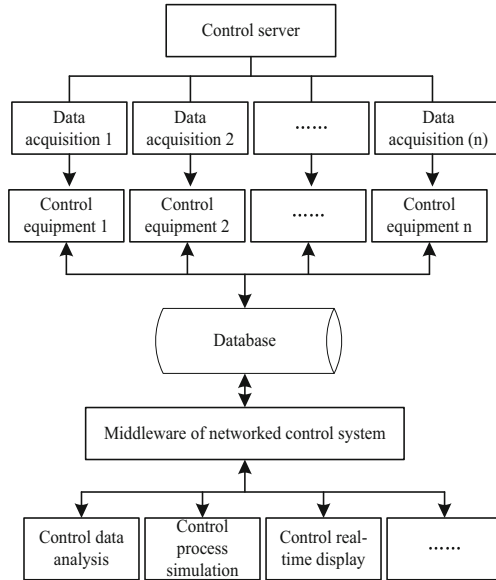 Control server
Data
acquisition 1
Data
acquisition 2
......
Data
acquisition (n)
Control
equipment 1
Control
equipment 2
......
Control
equipment n
Database
Middleware of networked control system
Control data
analysis
Control
process
simulation
Control real-
time display
......